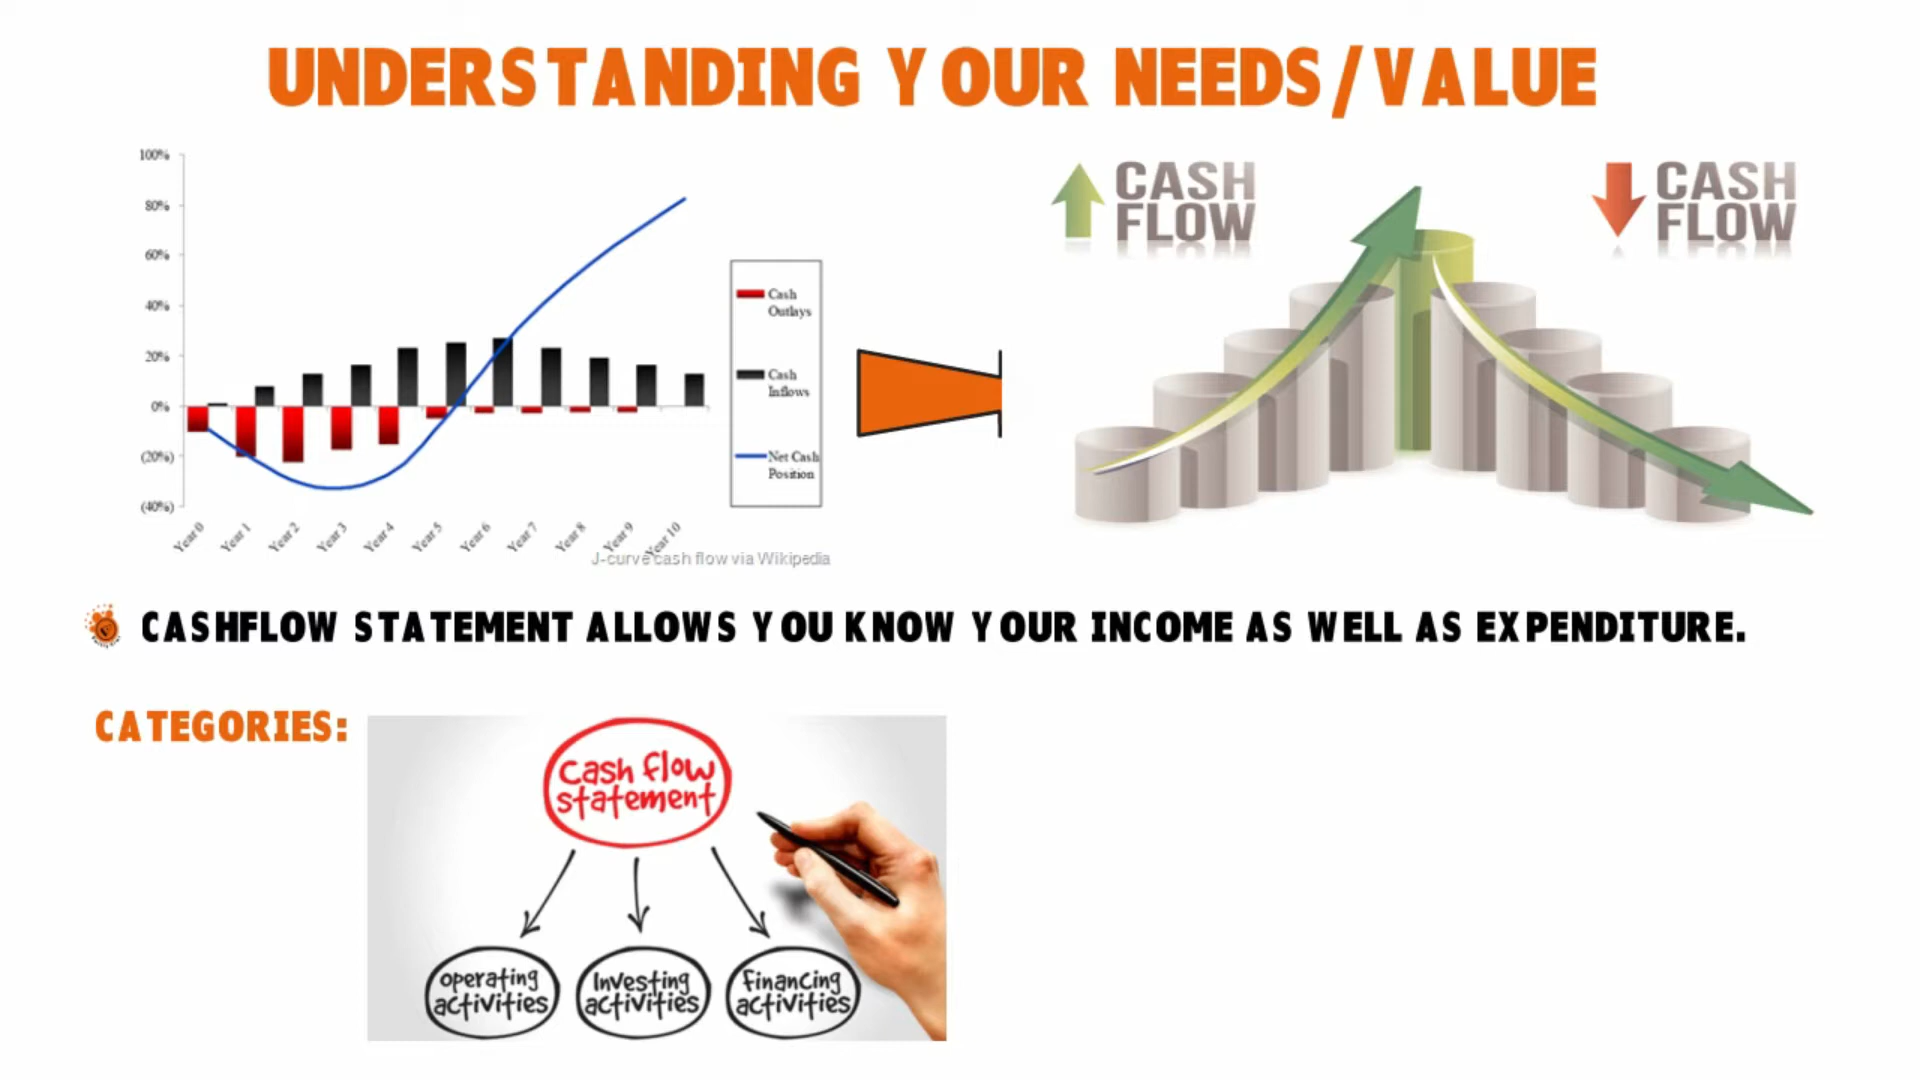 UNDERSTANDING YOUR NEEDS/VALUE
100%
80%
60%
40%
20%
0%
(20%)
(40%)
Year 0
Year 1
Year 2
Year 3
Year 4
Year 5
Year 6
Year 7
Year 8
Year 9
Year 10
Cash
Outlays
Cash
Inflows
Net Cash
Position
J-curve cash flow via Wikipedia
CASH
FLOW
CASH
FLOW
CASHFLOW STATEMENT ALLOWS YOU KNOW YOUR INCOME AS WELL AS EXPENDITURE.
CATEGORIES:
Cash flow
statement
operating
activities
Investing
activities
Financing
activities